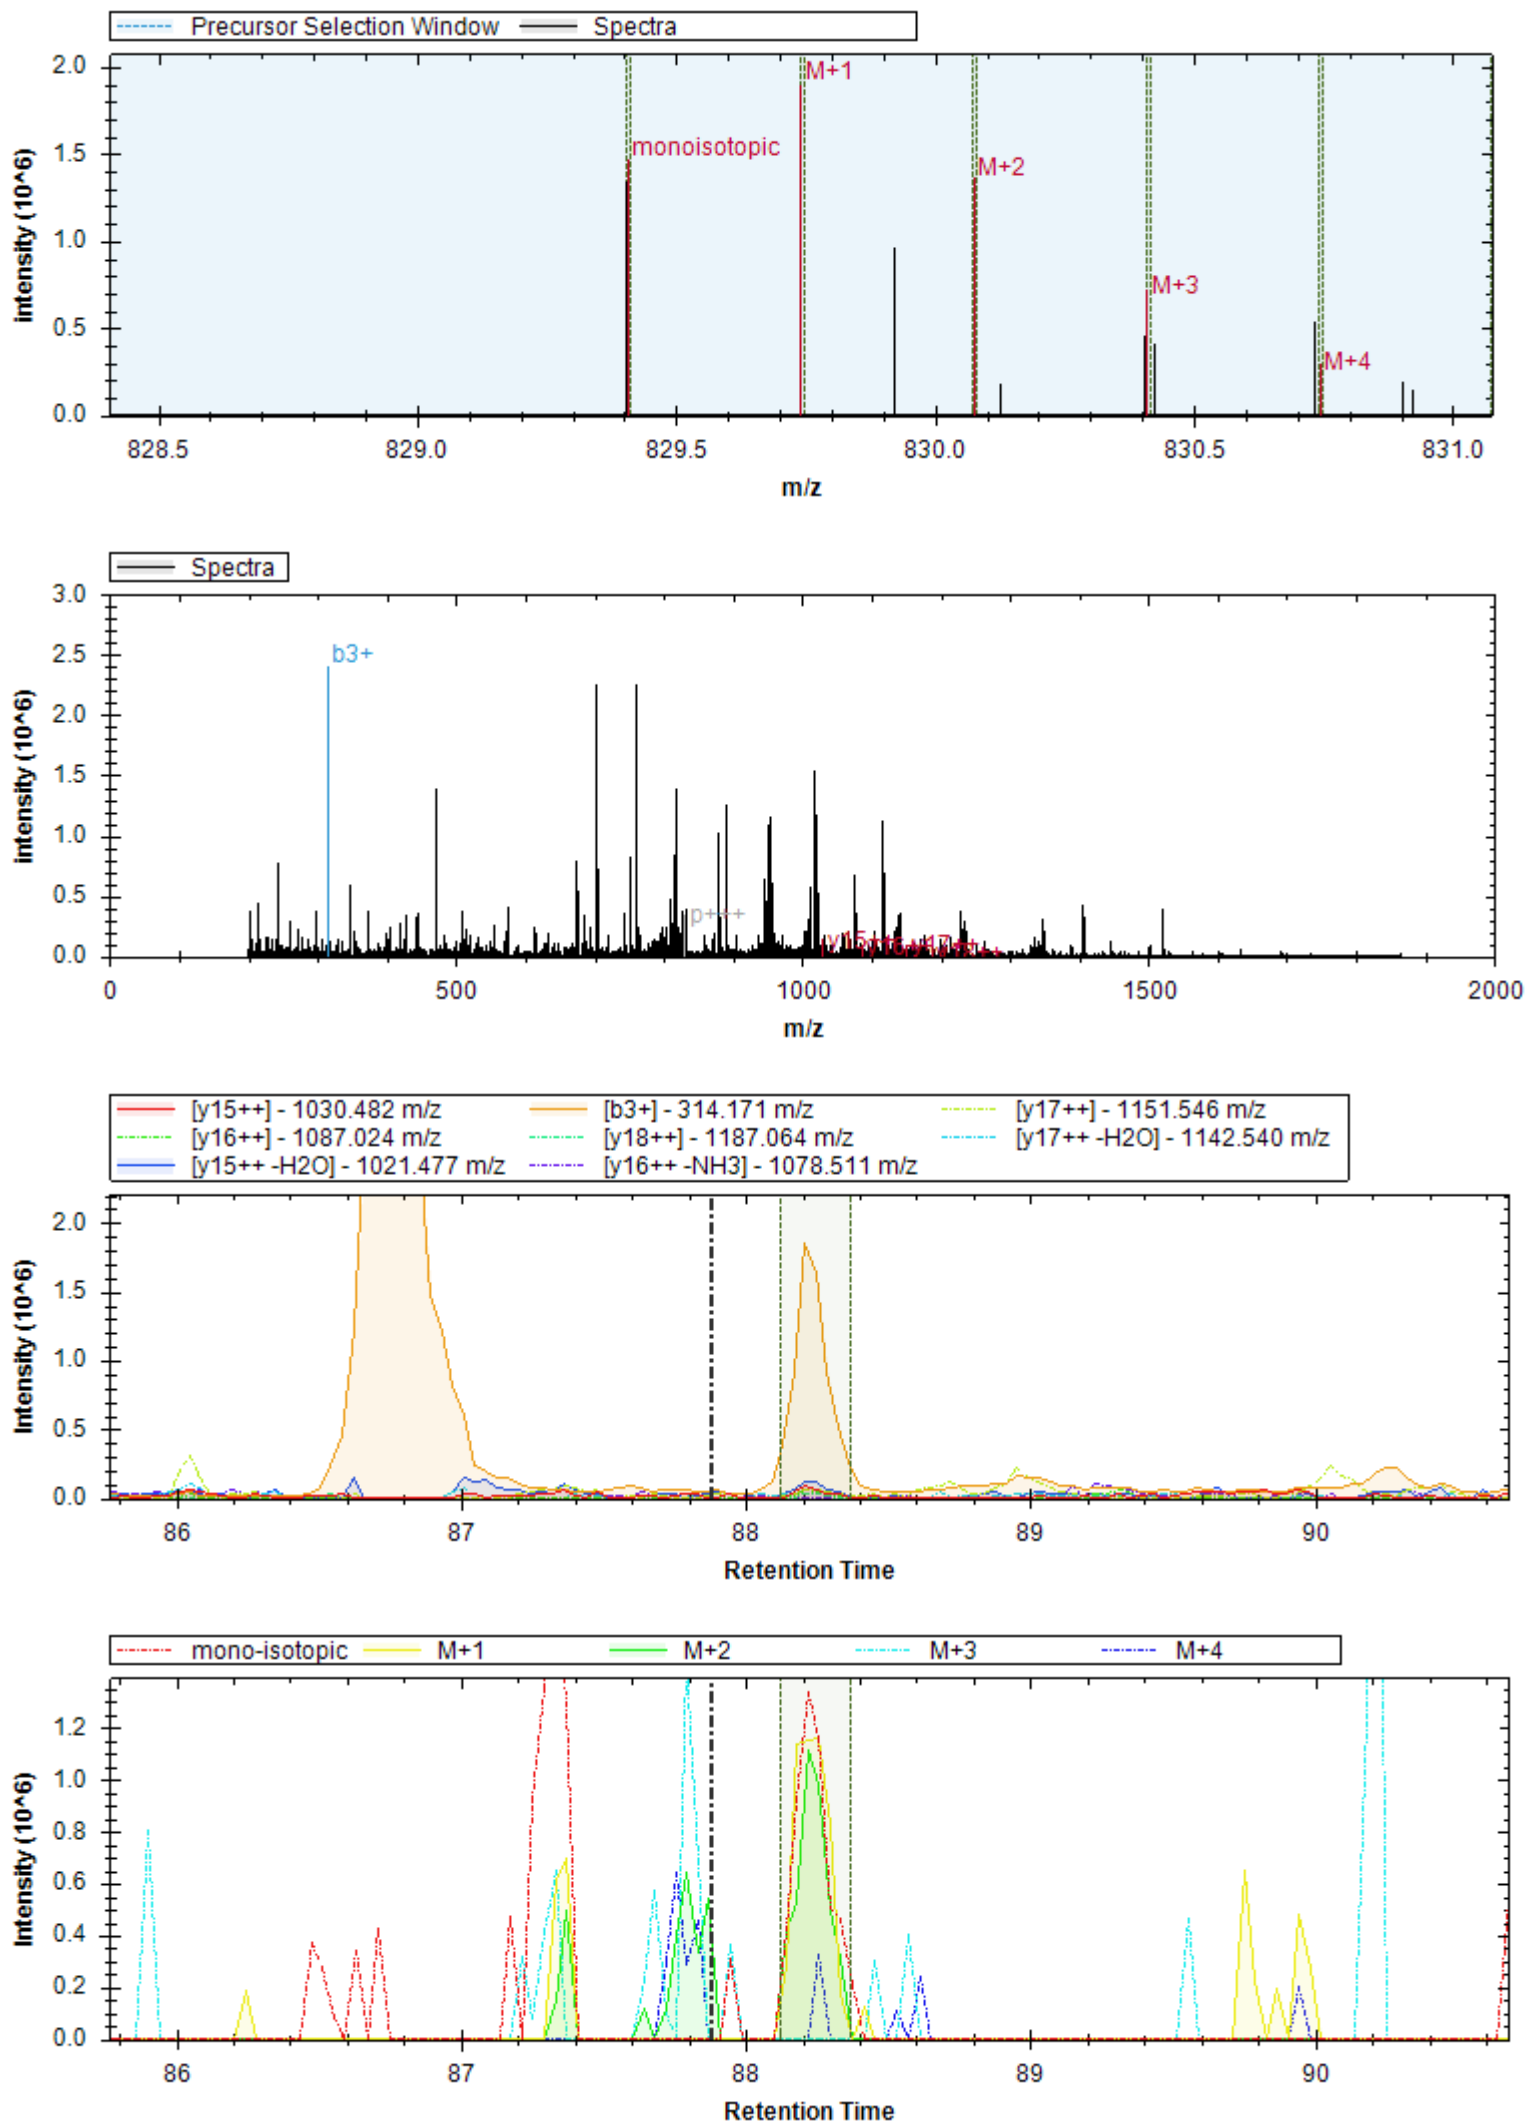 Precursor Selection Window Spectra
intensity (10^6)
2.0
1.5
1.0
0.5
0.0
monoisotopic
M+1
M+2
M+3
M+4
828.5 829.0 829.5 830.0 830.5 831.0
m/z
Spectra
intensity (10^6)
3.0
2.5
2.0
1.5
1.0
0.5
0.0
b3+
p+++
0 500 1000 1500 2000
m/z
[y15++] - 1030.482 m/z [b3+] - 314.171 m/z [y17++] - 1151.546 m/z
[y16++] - 1087.024 m/z [y18++] - 1187.064 m/z [y17++ -H2O] - 1142.540 m/z
[y15++ -H2O] - 1021.477 m/z [y16++ -NH3] - 1078.511 m/z
Intensity (10^6)
2.0
1.5
1.0
0.5
0.0
86 87 88 89 90
Retention Time
mono-isotopic M+1 M+2 M+3 M+4
Intensity (10^6)
1.2
1.0
0.8
0.6
0.4
0.2
0.0
86 87 88 89 90
Retention Time